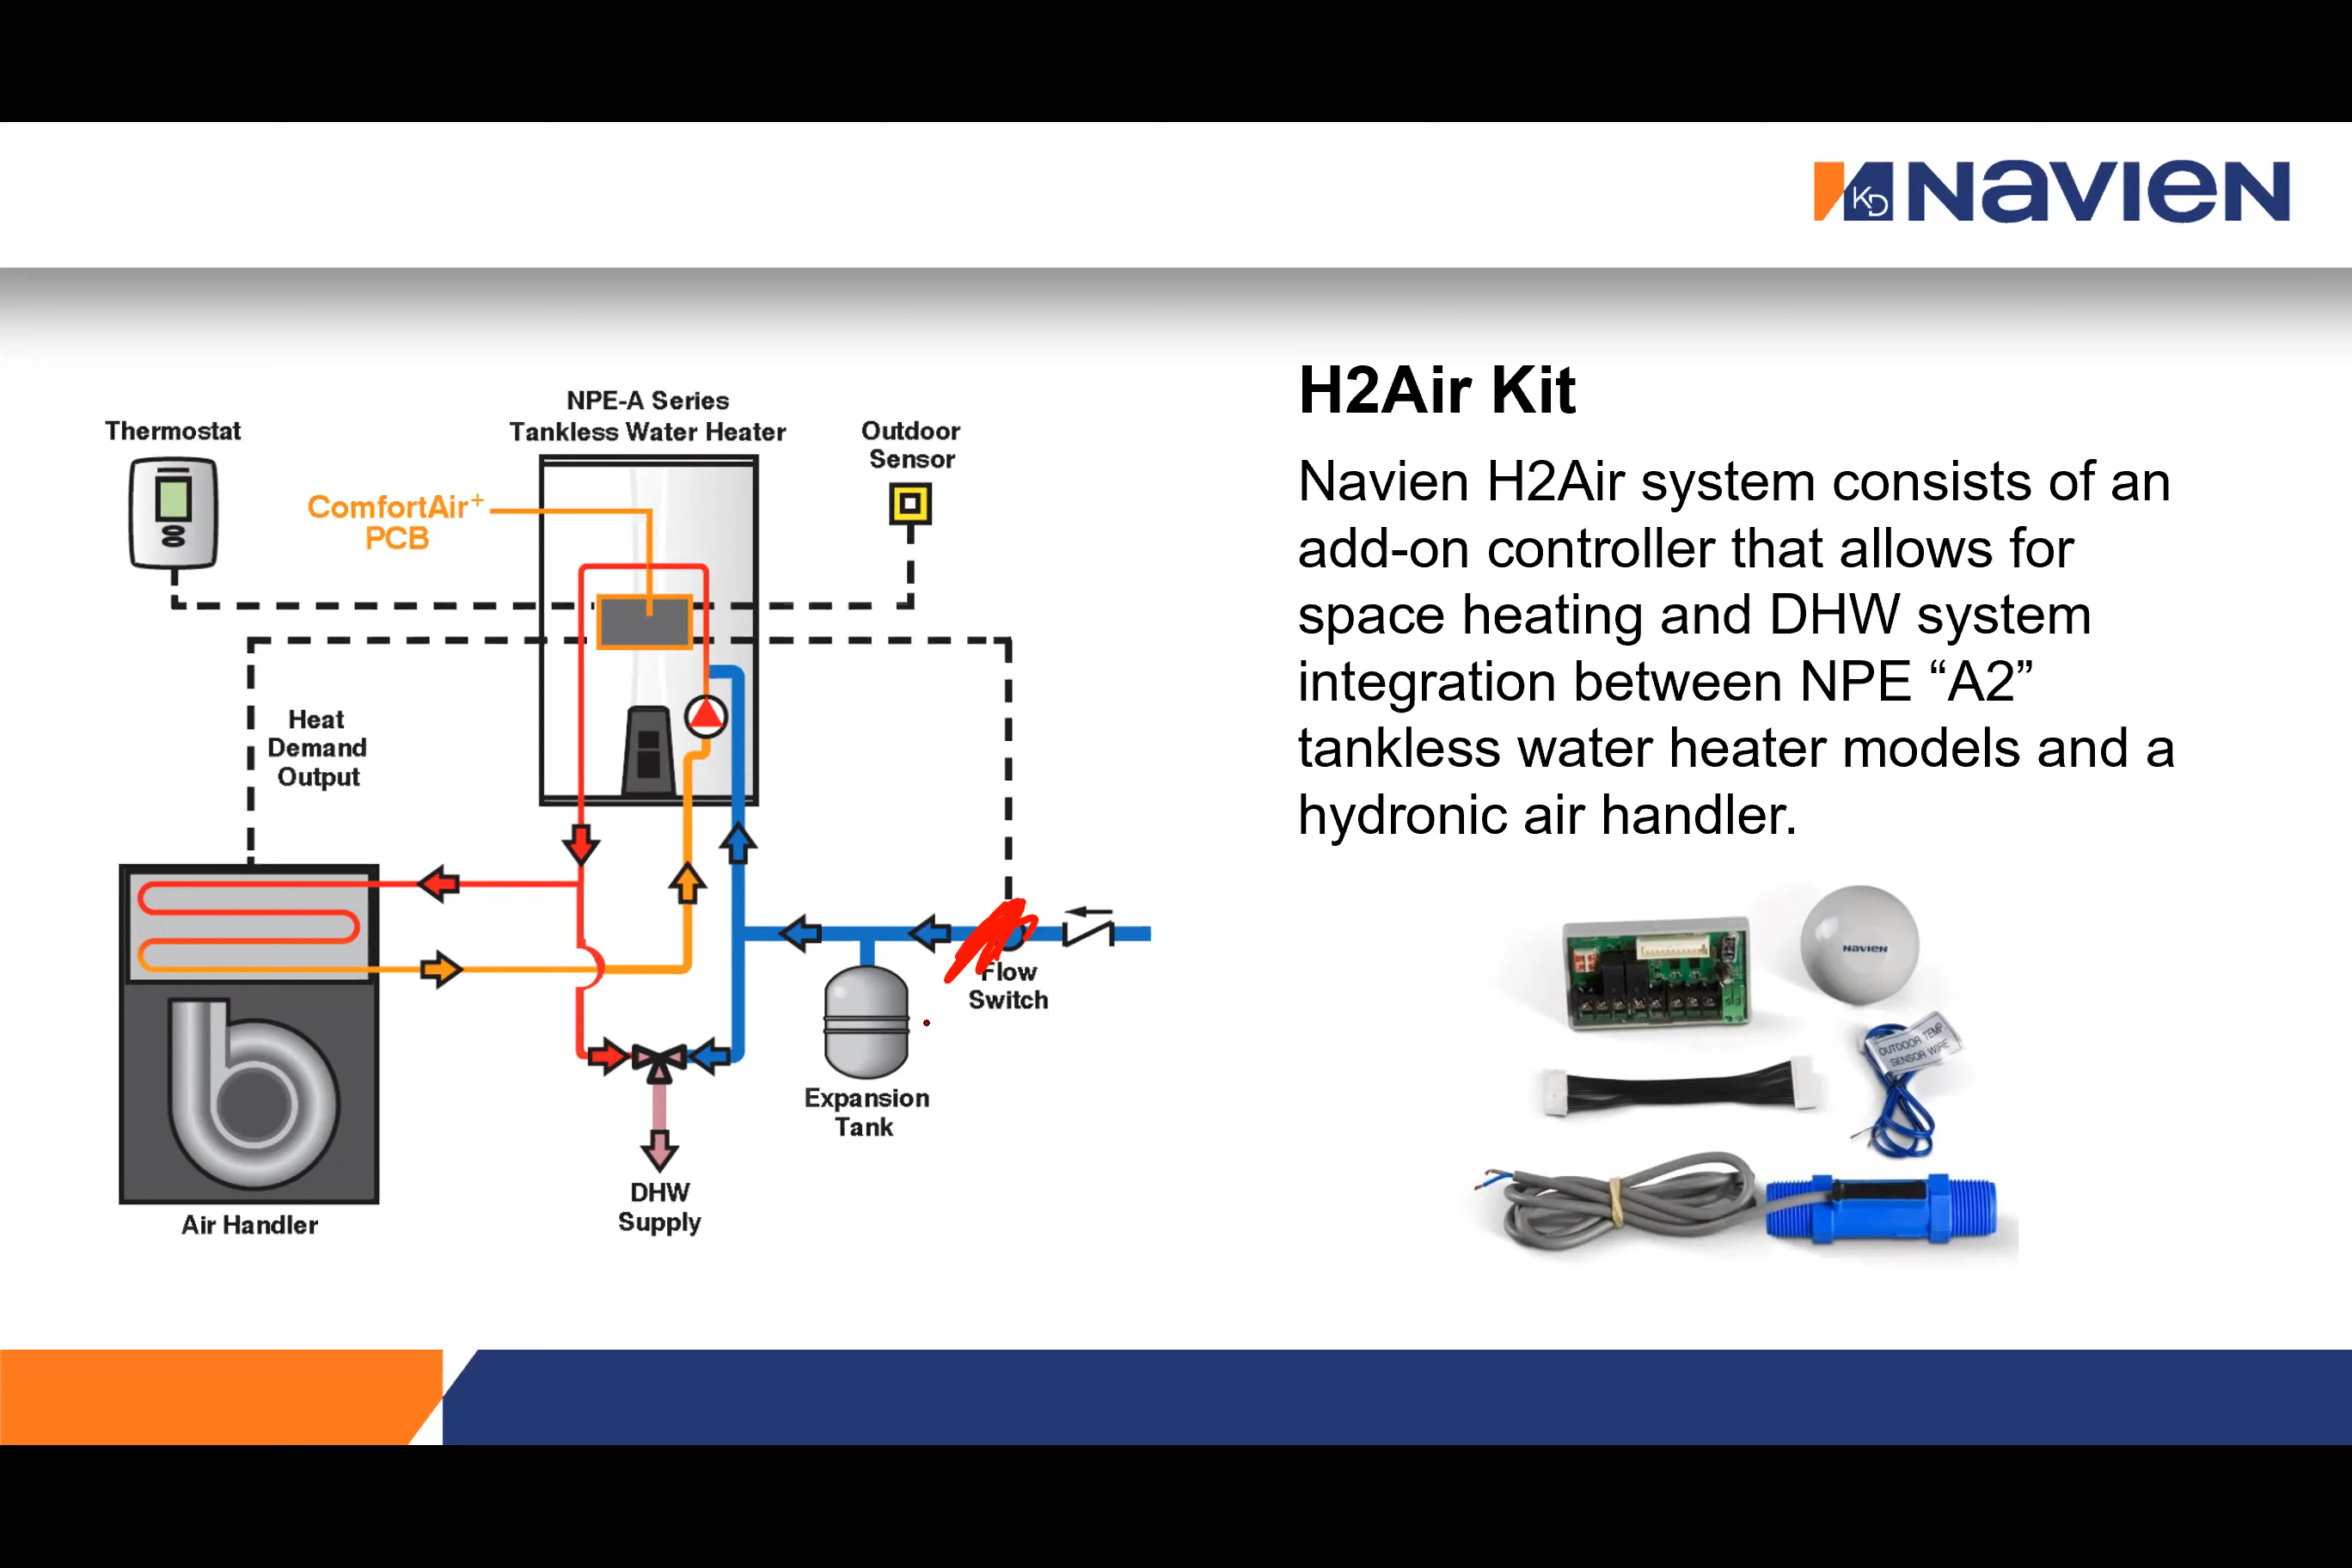 KD NAVIEN
NPE-A Series
Tankless Water Heater
Thermostat
Outdoor
Sensor
ComfortAir+
PCB
Heat
Demand
Output
Flow
Switch
Expansion
Tank
DHW
Supply
Air Handler
H2Air Kit
Navien H2Air system consists of an
add-on controller that allows for
space heating and DHW system
integration between NPE “A2”
tankless water heater models and a
hydronic air handler.
NAVIEN
OUTDOOR TEMP.
SENSOR WIRE